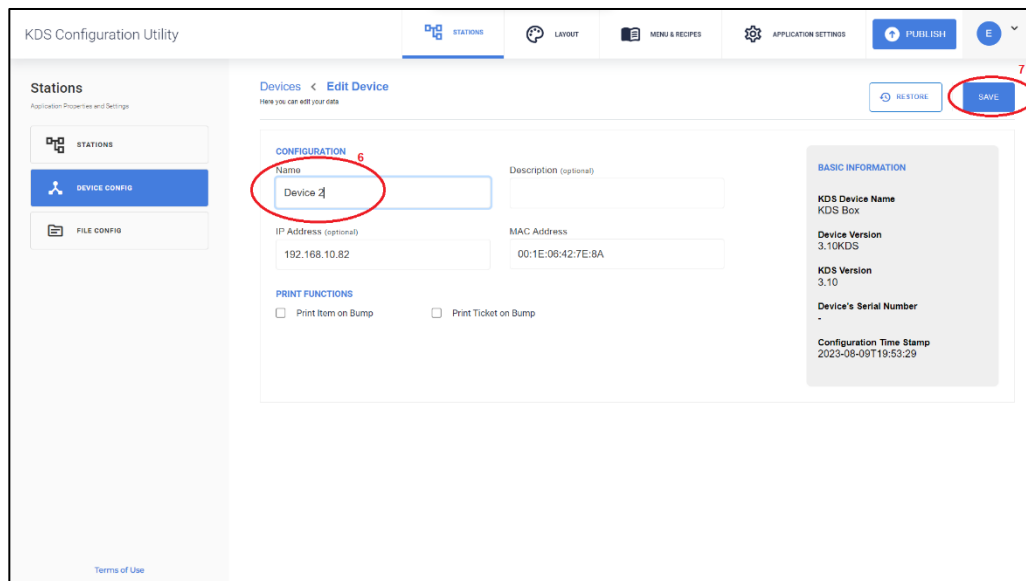 KDS Configuration Utility
STATIONS
LAYOUT
MENU & RECIPES
APPLICATION SETTINGS
PUBLISH
E
7
Stations
Application Properties and Settings
STATIONS
DEVICE CONFIG
FILE CONFIG
Devices < Edit Device
Here you can edit your data
RESTORE
SAVE
CONFIGURATION
6
Name
Device 2
Description (optional)
IP Address (optional)
192.168.10.82
MAC Address
00:1E:06:42:7E:8A
PRINT FUNCTIONS
Print Item on Bump
Print Ticket on Bump
BASIC INFORMATION
KDS Device Name
KDS Box
Device Version
3.10KDS
KDS Version
3.10
Device's Serial Number
-
Configuration Time Stamp
2023-08-09T19:53:29
Terms of Use